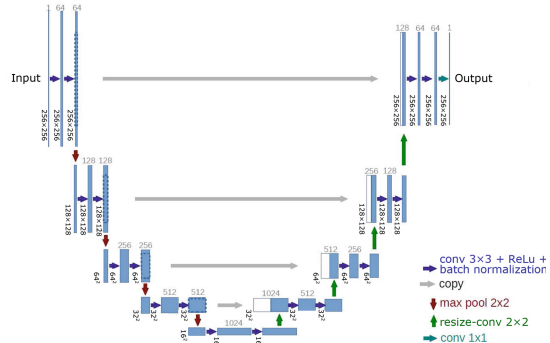 1 64 64
128 64 64 1
Input
Output
256×256 256×256 256×256
256×256 256×256 256×256
128 128
256 128
128×128 128×128 128×128
128×128 128×128 128×128
256 256
512 256
64² 64² 64²
64² 64² 64²
512 512
1024 512
32² 32² 32²
32² 32² 32²
1024
16² 16 16
conv 3×3 + ReLu +
batch normalization
copy
max pool 2x2
resize-conv 2×2
conv 1x1